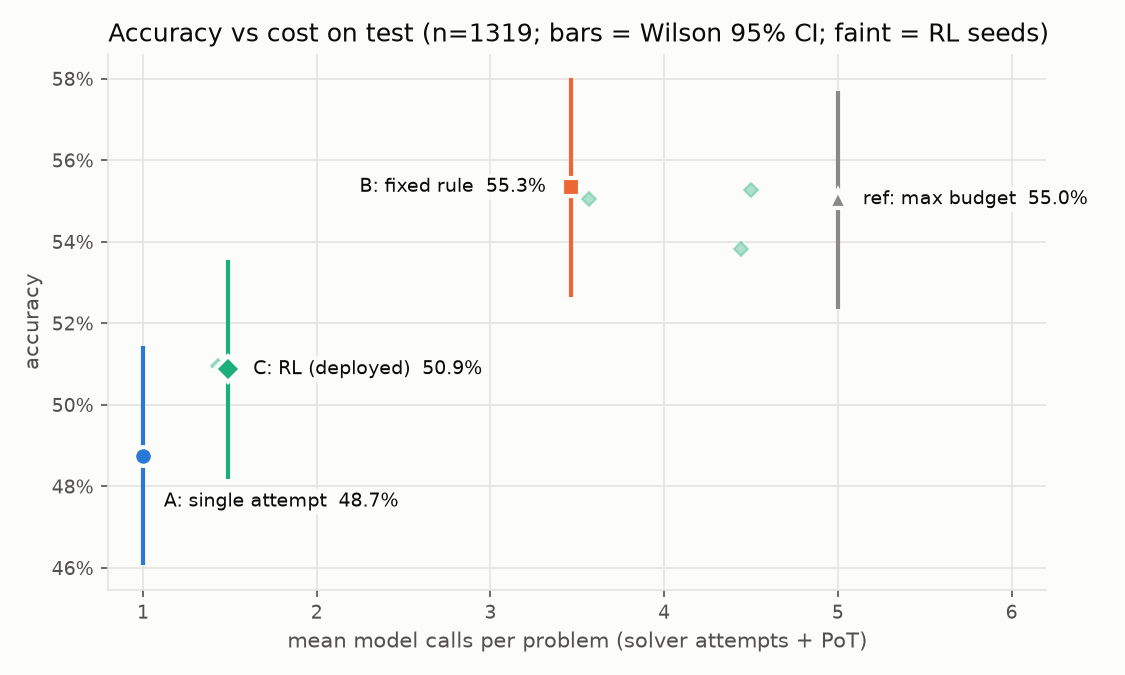 Accuracy vs cost on test (n=1319; bars = Wilson 95% CI; faint = RL seeds)
58%
56%
54%
52%
50%
48%
46%
accuracy
B: fixed rule 55.3%
ref: max budget 55.0%
C: RL (deployed) 50.9%
A: single attempt 48.7%
1 2 3 4 5 6
mean model calls per problem (solver attempts + PoT)